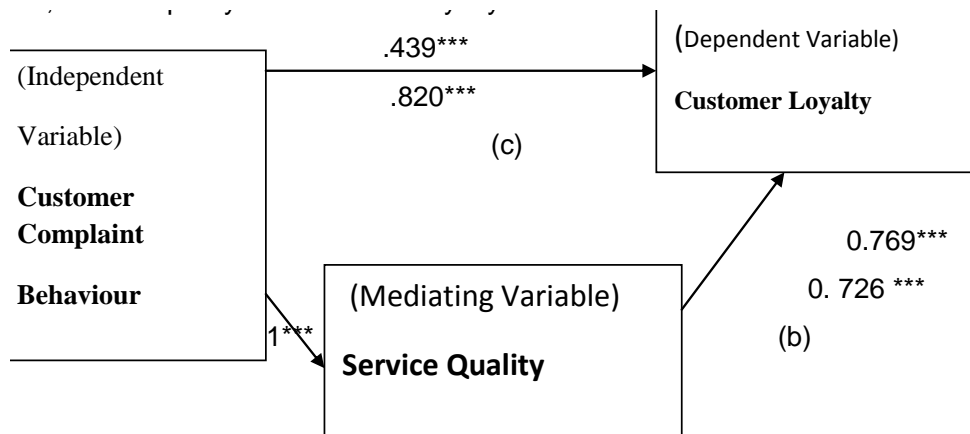 .439***
(Dependent Variable)
(Independent
.820***
Customer Loyalty
Variable)
(c)
Customer
Complaint
Behaviour
0.769***
(Mediating Variable)
0. 726 ***
1***
(b)
Service Quality